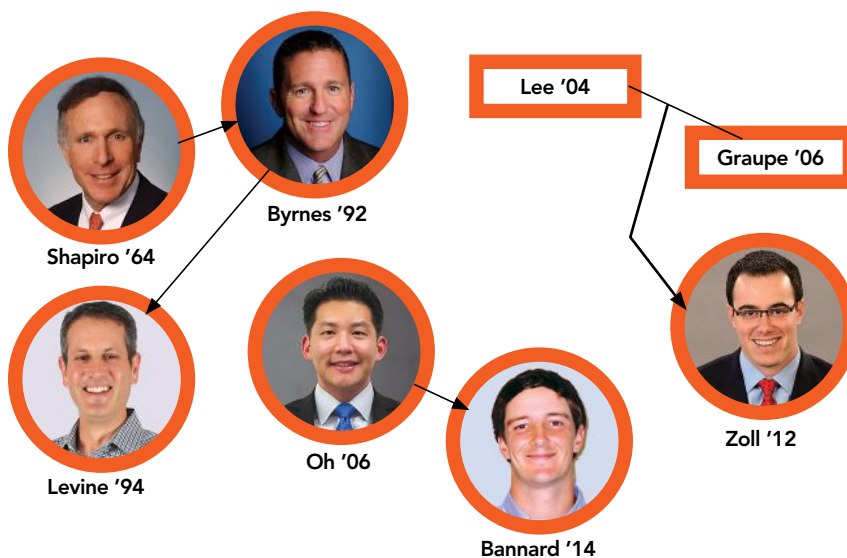 Lee ’04
Graupe ’06
Byrnes ’92
Shapiro ’64
Zoll ’12
Oh ’06
Levine ’94
Bannard ’14